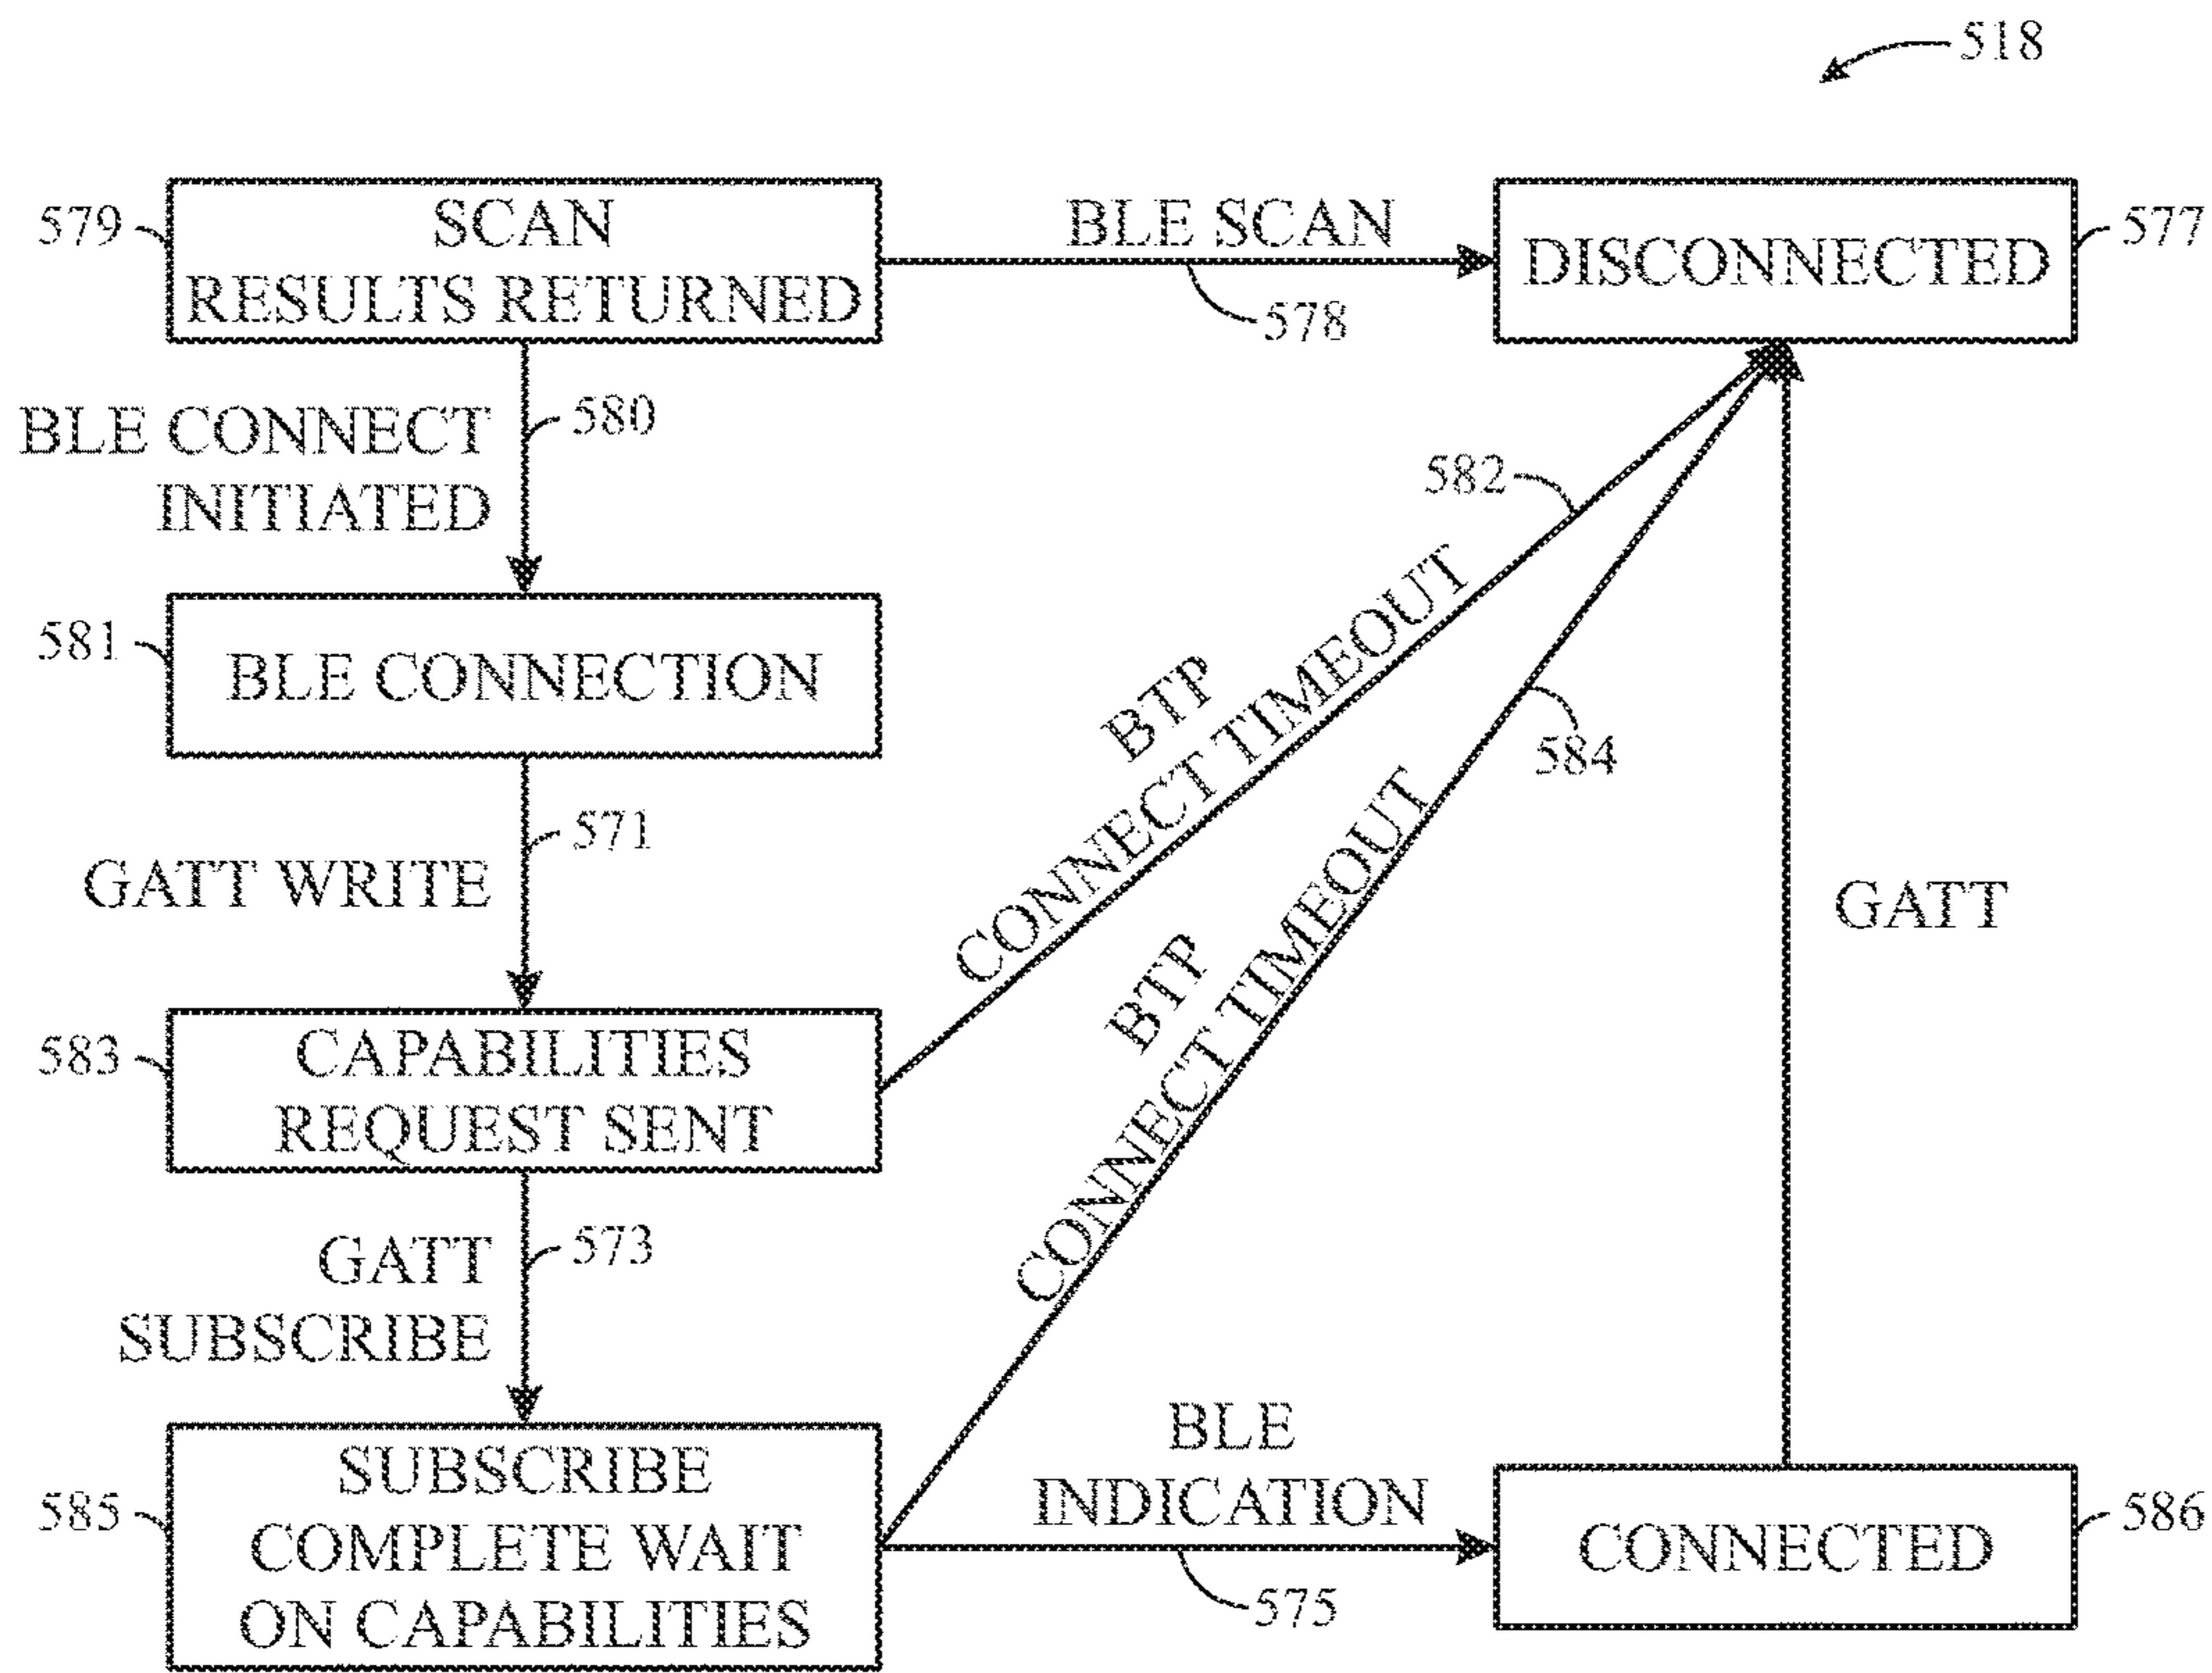 518
579
SCAN
RESULTS RETURNED
BLE SCAN
578
DISCONNECTED
577
BLE CONNECT
INITIATED
580
582
581
BLE CONNECTION
BTP
CONNECT TIMEOUT
584
GATT WRITE
571
GATT
583
CAPABILITIES
REQUEST SENT
BTP
CONNECT TIMEOUT
GATT
SUBSCRIBE
573
585
SUBSCRIBE
COMPLETE WAIT
ON CAPABILITIES
BLE
INDICATION
575
CONNECTED
586